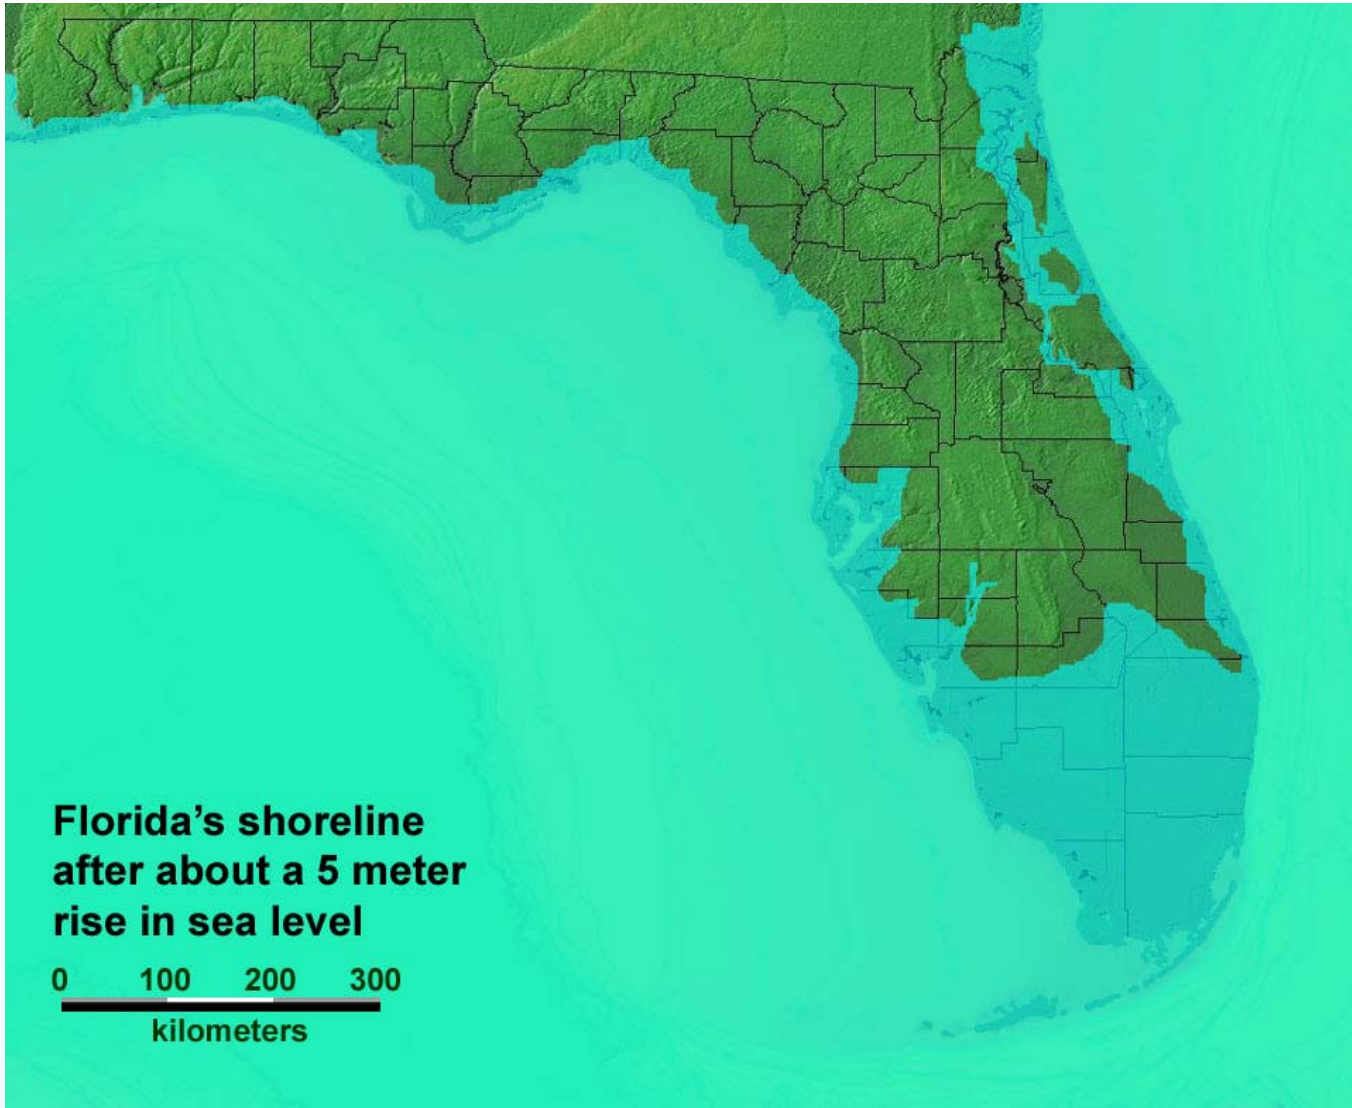 Florida’s shoreline
after about a 5 meter
rise in sea level
0 100 200 300
kilometers